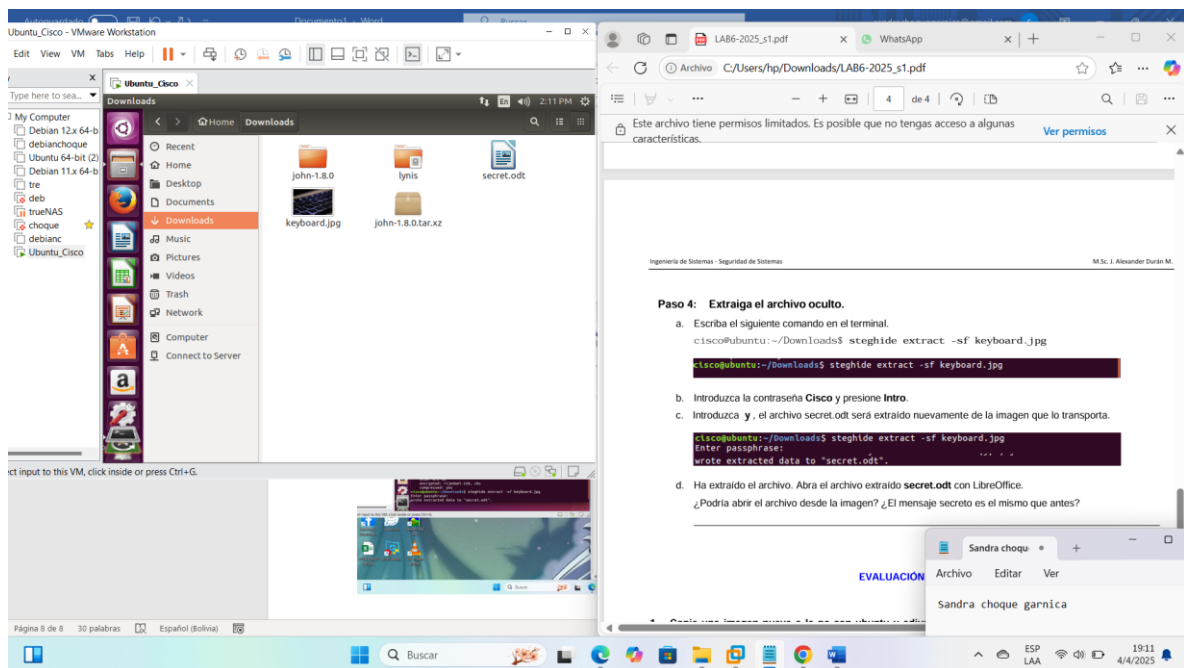 Autoguardado
Documento1 - Word
Buscar
Ubuntu_Cisco - VMware Workstation
Edit View VM Tabs Help
Type here to sea...
My Computer
Debian 12.x 64-b
debianchoque
Ubuntu 64-bit (2)
Debian 11.x 64-b
tre
deb
trueNAS
choque
debianc
Ubuntu_Cisco
Ubuntu_Cisco
Downloads
En
2:11 PM
Home Downloads
Recent
Home
Desktop
Documents
Downloads
Music
Pictures
Videos
Trash
Network
Computer
Connect to Server
john-1.8.0
lynis
secret.odt
keyboard.jpg
john-1.8.0.tar.xz
ect input to this VM, click inside or press Ctrl+G.
Página 8 de 8 30 palabras Español (Bolivia)
LAB6-2025_s1.pdf
WhatsApp
Archivo C:/Users/hp/Downloads/LAB6-2025_s1.pdf
4 de 4
Este archivo tiene permisos limitados. Es posible que no tengas acceso a algunas
características.
Ver permisos
Ingeniería de Sistemas - Seguridad de Sistemas
M.Sc. J. Alexander Durán M.
Paso 4: Extraiga el archivo oculto.
a. Escriba el siguiente comando en el terminal.
cisco@ubuntu:~/Downloads$ steghide extract -sf keyboard.jpg
cisco@ubuntu:~/Downloads$ steghide extract -sf keyboard.jpg
b. Introduzca la contraseña Cisco y presione Intro.
c. Introduzca y , el archivo secret.odt será extraído nuevamente de la imagen que lo transporta.
cisco@ubuntu:~/Downloads$ steghide extract -sf keyboard.jpg
Enter passphrase:
wrote extracted data to "secret.odt".
d. Ha extraído el archivo. Abra el archivo extraído secret.odt con LibreOffice.
¿Podría abrir el archivo desde la imagen? ¿El mensaje secreto es el mismo que antes?
EVALUACIÓN
Sandra choqu
Archivo Editar Ver
Sandra choque garnica
Buscar
ESP
LAA
19:11
4/4/2025